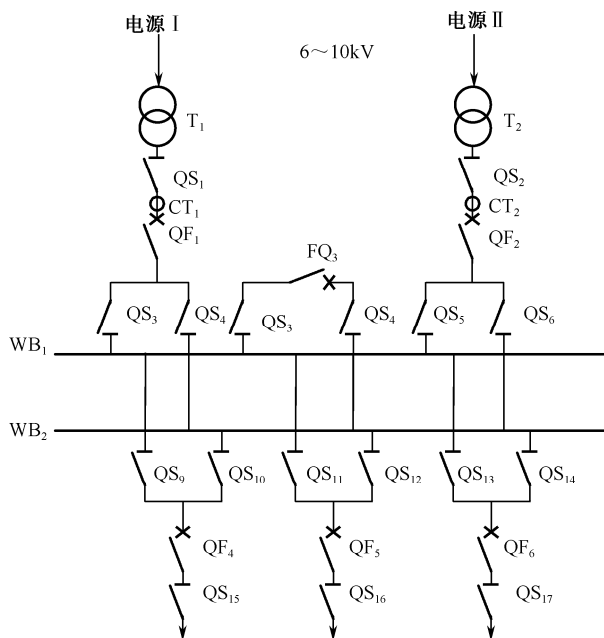 电源Ⅰ 电源Ⅱ
6～10kV
T₁ T₂
QS₁ QS₂
CT₁ CT₂
QF₁ QF₂
FQ₃
QS₃ QS₄ QS₃ QS₄ QS₅ QS₆
WB₁
WB₂
QS₉ QS₁₀ QS₁₁ QS₁₂ QS₁₃ QS₁₄
QF₄ QF₅ QF₆
QS₁₅ QS₁₆ QS₁₇